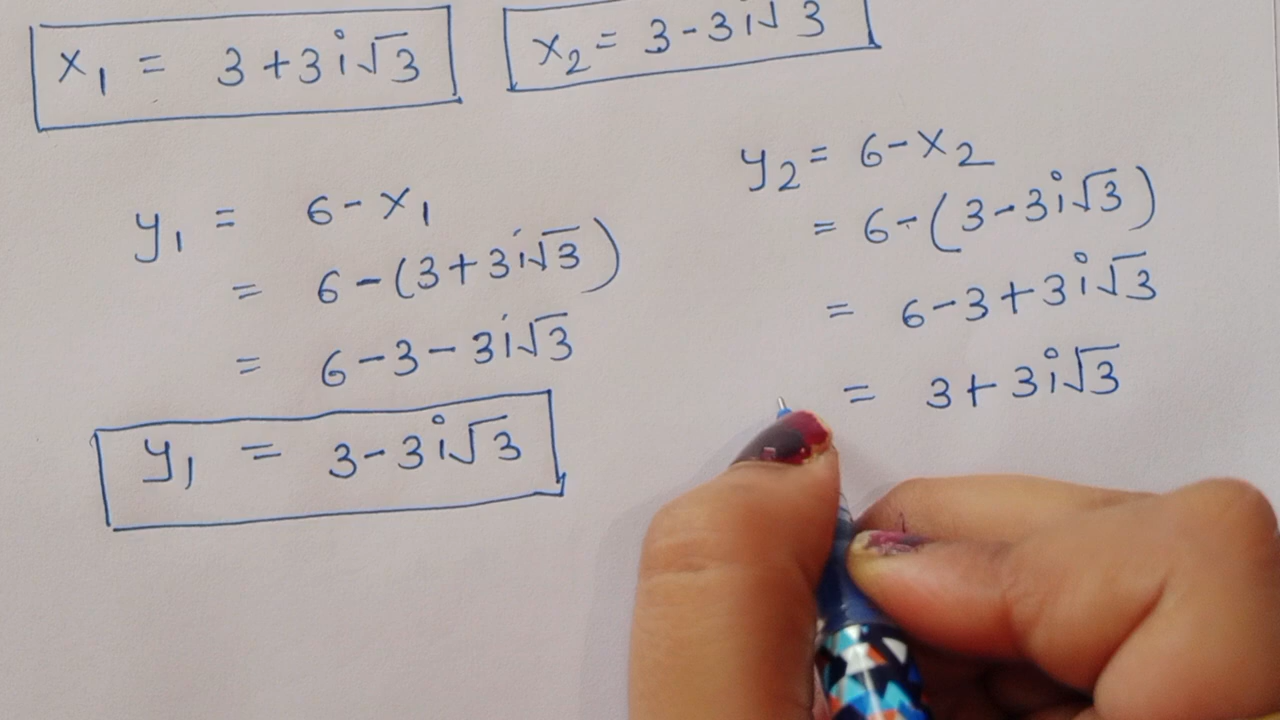 x₁ = 3+3i√3
x₂ = 3-3i√3
y₁ = 6-x₁
= 6-(3+3i√3)
= 6-3-3i√3
y₁ = 3-3i√3
y₂ = 6-x₂
= 6-(3-3i√3)
= 6-3+3i√3
= 3+3i√3